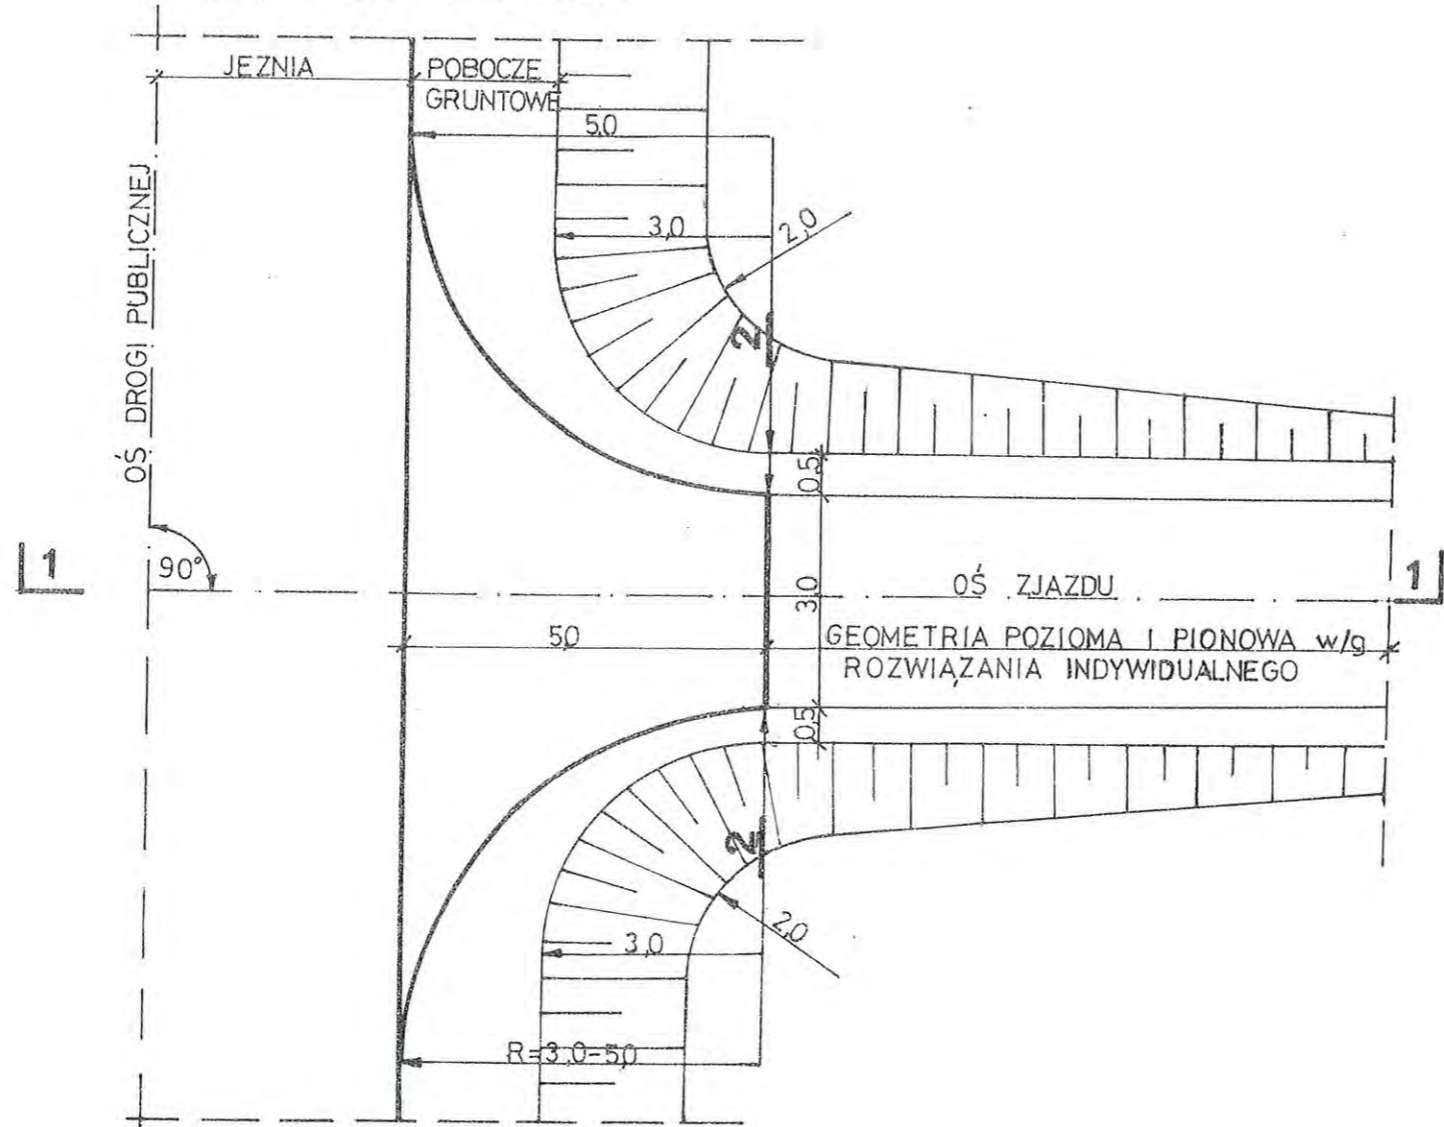 JEZNIA
POBOCZE
GRUNTOWE
5,0
OŚ DROGI PUBLICZNEJ
3,0
2,0
2
0,5
1
90°
OŚ ZJAZDU
1
3,0
5,0
GEOMETRIA POZIOMA I PIONOWA w/g
ROZWIĄZANIA INDYWIDUALNEGO
0,5
2
2,0
3,0
R=3,0-5,0